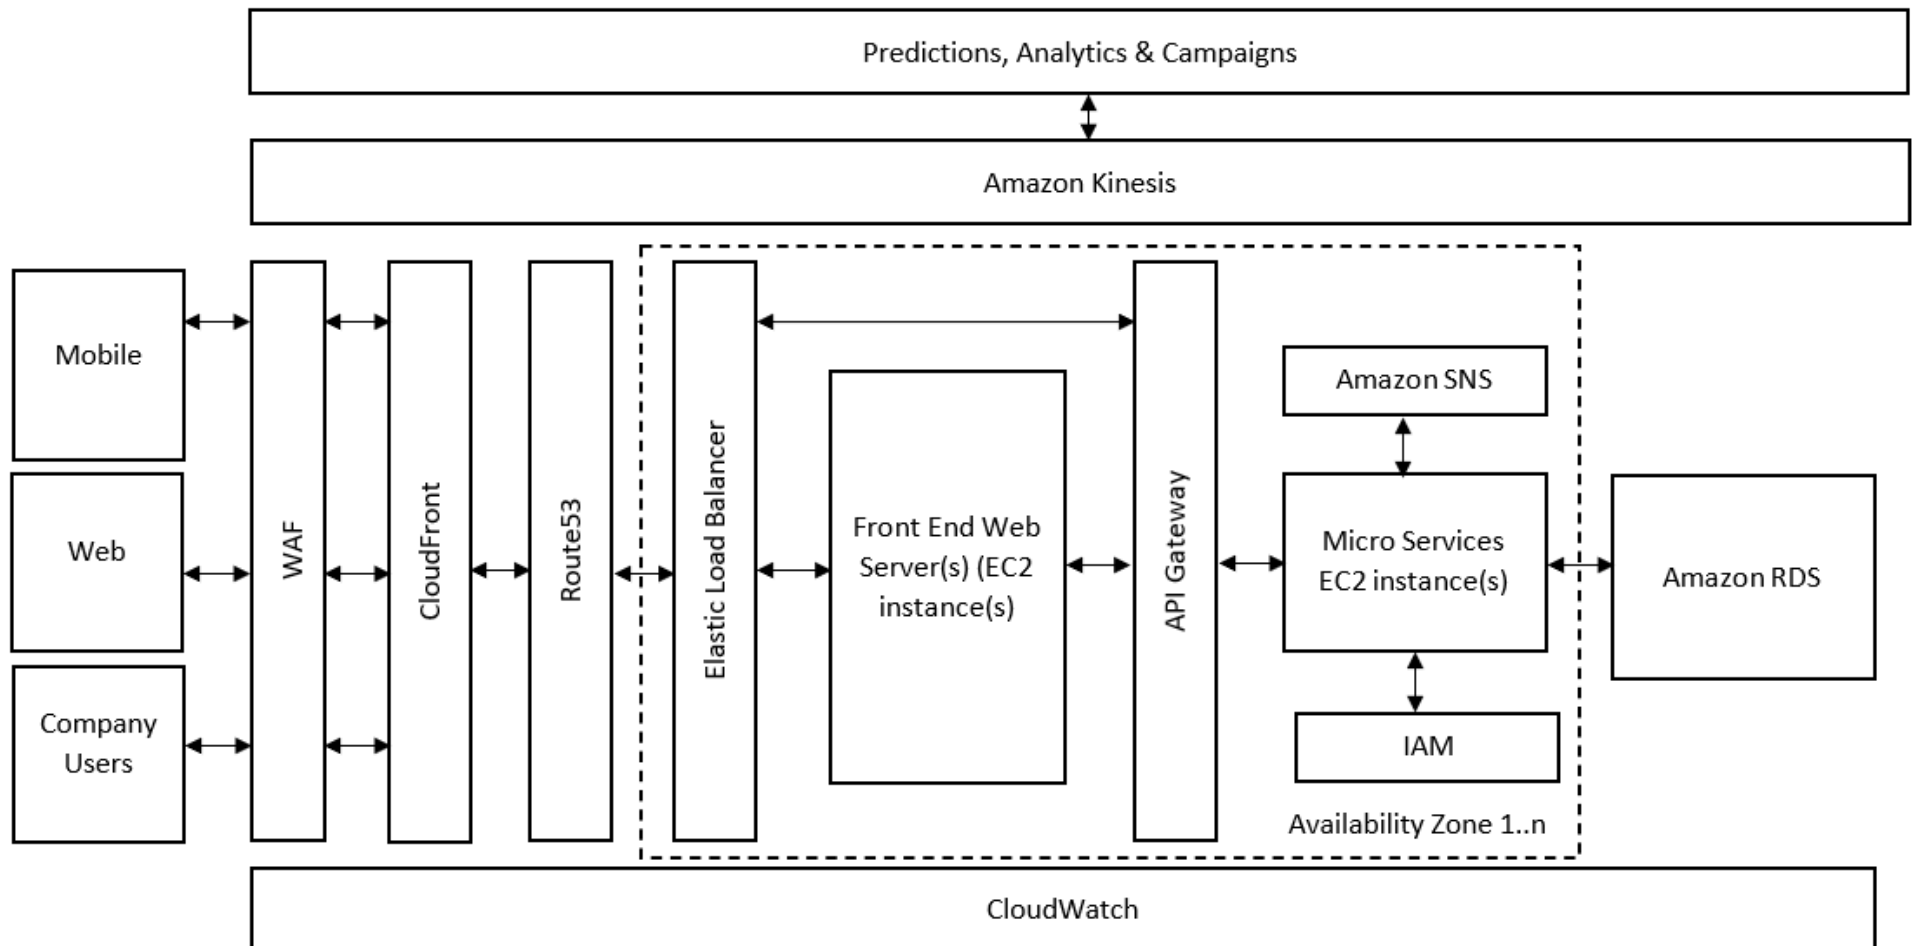 Predictions, Analytics & Campaigns
Amazon Kinesis
Mobile
Web
Company
Users
WAF
CloudFront
Route53
Elastic Load Balancer
Front End Web
Server(s) (EC2
instance(s)
API Gateway
Amazon SNS
Micro Services
EC2 instance(s)
IAM
Availability Zone 1..n
Amazon RDS
CloudWatch